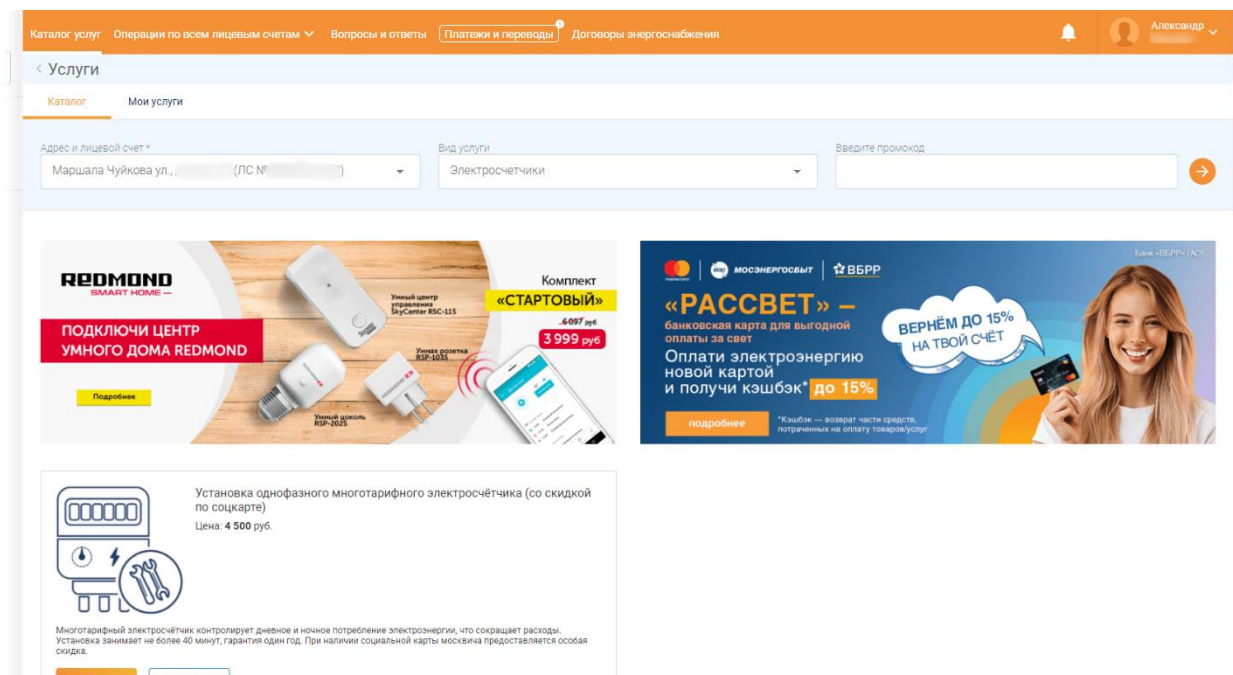 Каталог услуг Операции по всем лицевым счетам Вопросы и ответы Платежи и переводы Договоры энергоснабжения Александр
Услуги
Каталог Мои услуги
Адрес и лицевой счет * Вид услуги Введите промокод
Маршала Чуйкова ул., (ЛС № ) Электросчетчики
REDMOND
SMART HOME
ПОДКЛЮЧИ ЦЕНТР
УМНОГО ДОМА REDMOND
Подробнее
Умный центр
управления
SkyCenter RSC-11S
Умная розетка
RSP-103S
Умный цоколь
RSP-202S
Комплект
«СТАРТОВЫЙ»
6097 руб
3 999 руб
Банк «ВБРР» (АО)
МОСЭНЕРГОСБЫТ ВБРР
«РАССВЕТ» –
банковская карта для выгодной
оплаты за свет
Оплати электроэнергию
новой картой
и получи кэшбэк* до 15%
ВЕРНЁМ ДО 15%
НА ТВОЙ СЧЁТ
подробнее
*Кэшбэк — возврат части средств,
потраченных на оплату товаров/услуг
Установка однофазного многотарифного электросчётчика (со скидкой
по соцкарте)
Цена: 4 500 руб.
Многотарифный электросчётчик контролирует дневное и ночное потребление электроэнергии, что сокращает расходы.
Установка занимает не более 40 минут, гарантия один год. При наличии социальной карты москвича предоставляется особая
скидка.